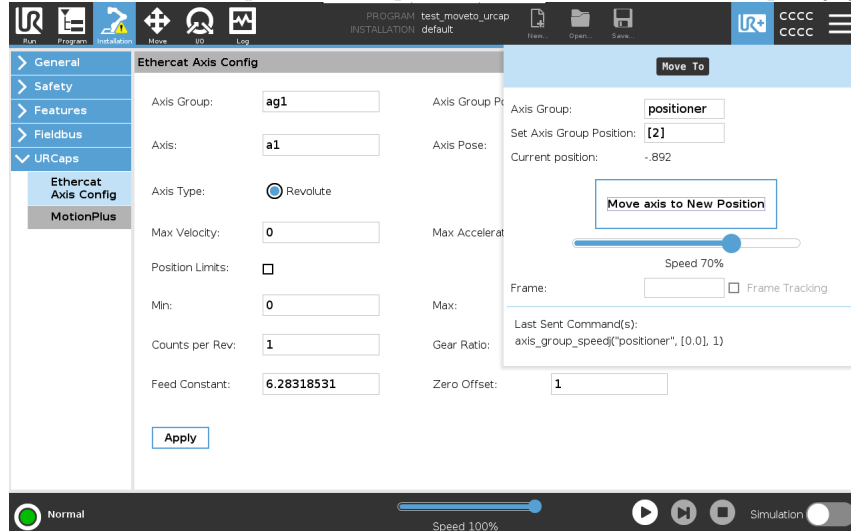 PROGRAM test_moveto_urcap
INSTALLATION default
UR
Run
Program
Installation
Move
I/O
Log
New...
Open...
Save...
UR+
CCCC
CCCC
General
Safety
Features
Fieldbus
URCaps
Ethercat
Axis Config
MotionPlus
Ethercat Axis Config
Axis Group: ag1 Axis Group Po
Axis: a1 Axis Pose:
Axis Type: Revolute
Max Velocity: 0 Max Accelerat
Position Limits:
Min: 0 Max:
Counts per Rev: 1 Gear Ratio:
Feed Constant: 6.28318531 Zero Offset: 1
Apply
Move To
Axis Group: positioner
Set Axis Group Position: [2]
Current position: -.892
Move axis to New Position
Speed 70%
Frame: Frame Tracking
Last Sent Command(s):
axis_group_speedj("positioner", [0.0], 1)
Normal
Speed 100%
Simulation